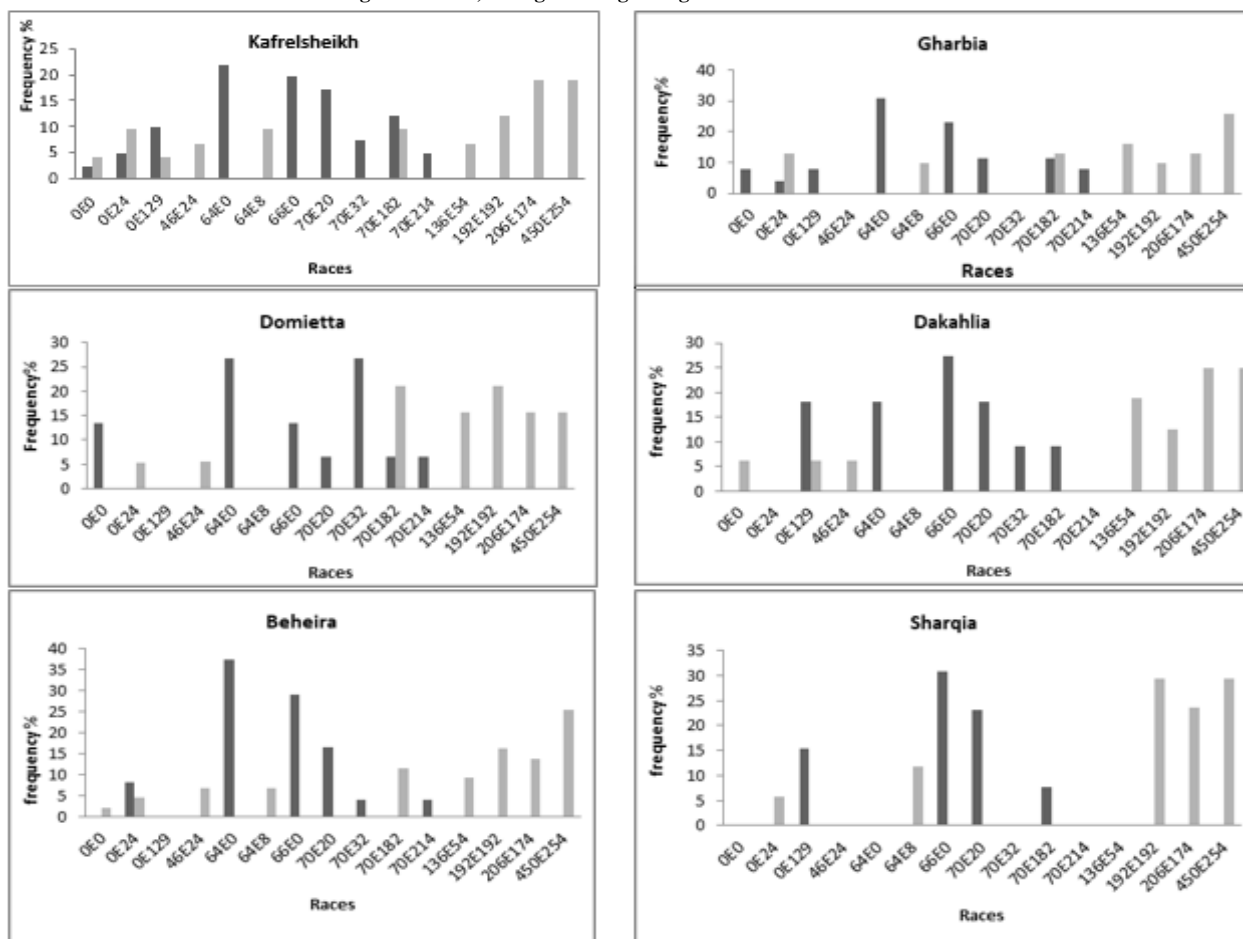 Kafrelsheikh
Frequency %
25
20
15
10
5
0
0E0
0E24
0E129
46E24
64E0
64E8
66E0
70E20
70E32
70E182
70E214
136E54
192E192
206E174
450E254
Races
Gharbia
Frequency%
40
30
20
10
0
0E0
0E24
0E129
46E24
64E0
64E8
66E0
70E20
70E32
70E182
70E214
136E54
192E192
206E174
450E254
Races
Domietta
Frequency%
30
25
20
15
10
5
0
0E0
0E24
0E129
46E24
64E0
64E8
66E0
70E20
70E32
70E182
70E214
136E54
192E192
206E174
450E254
Races
Dakahlia
frequency%
30
25
20
15
10
5
0
0E0
0E24
0E129
46E24
64E0
64E8
66E0
70E20
70E32
70E182
70E214
136E54
192E192
206E174
450E254
Races
Beheira
frequency%
40
35
30
25
20
15
10
5
0
0E0
0E24
0E129
46E24
64E0
64E8
66E0
70E20
70E32
70E182
70E214
136E54
192E192
206E174
450E254
Races
Sharqia
frequency%
35
30
25
20
15
10
5
0
0E0
0E24
0E129
46E24
64E0
64E8
66E0
70E20
70E32
70E182
70E214
136E54
192E192
206E174
450E254
Races